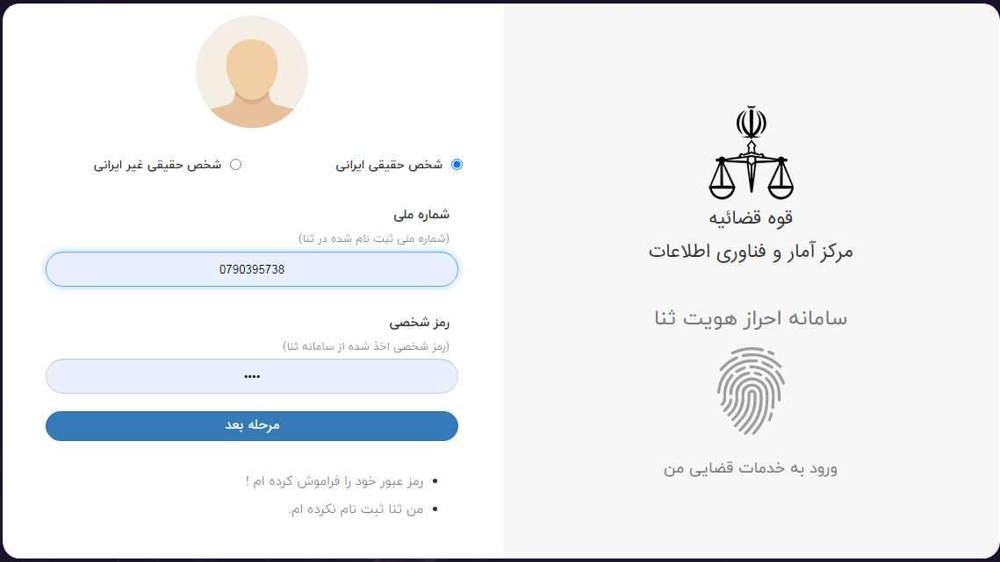 قوه قضائیه
مرکز آمار و فناوری اطلاعات
سامانه احراز هویت ثنا
ورود به خدمات قضایی من
شخص حقیقی ایرانی
شخص حقیقی غیر ایرانی
شماره ملی
(شماره ملی ثبت نام شده در ثنا)
0790395738
رمز شخصی
(رمز شخصی اخذ شده از سامانه ثنا)
••••
مرحله بعد
• رمز عبور خود را فراموش کرده ام !
• من ثنا ثبت نام نکرده ام.